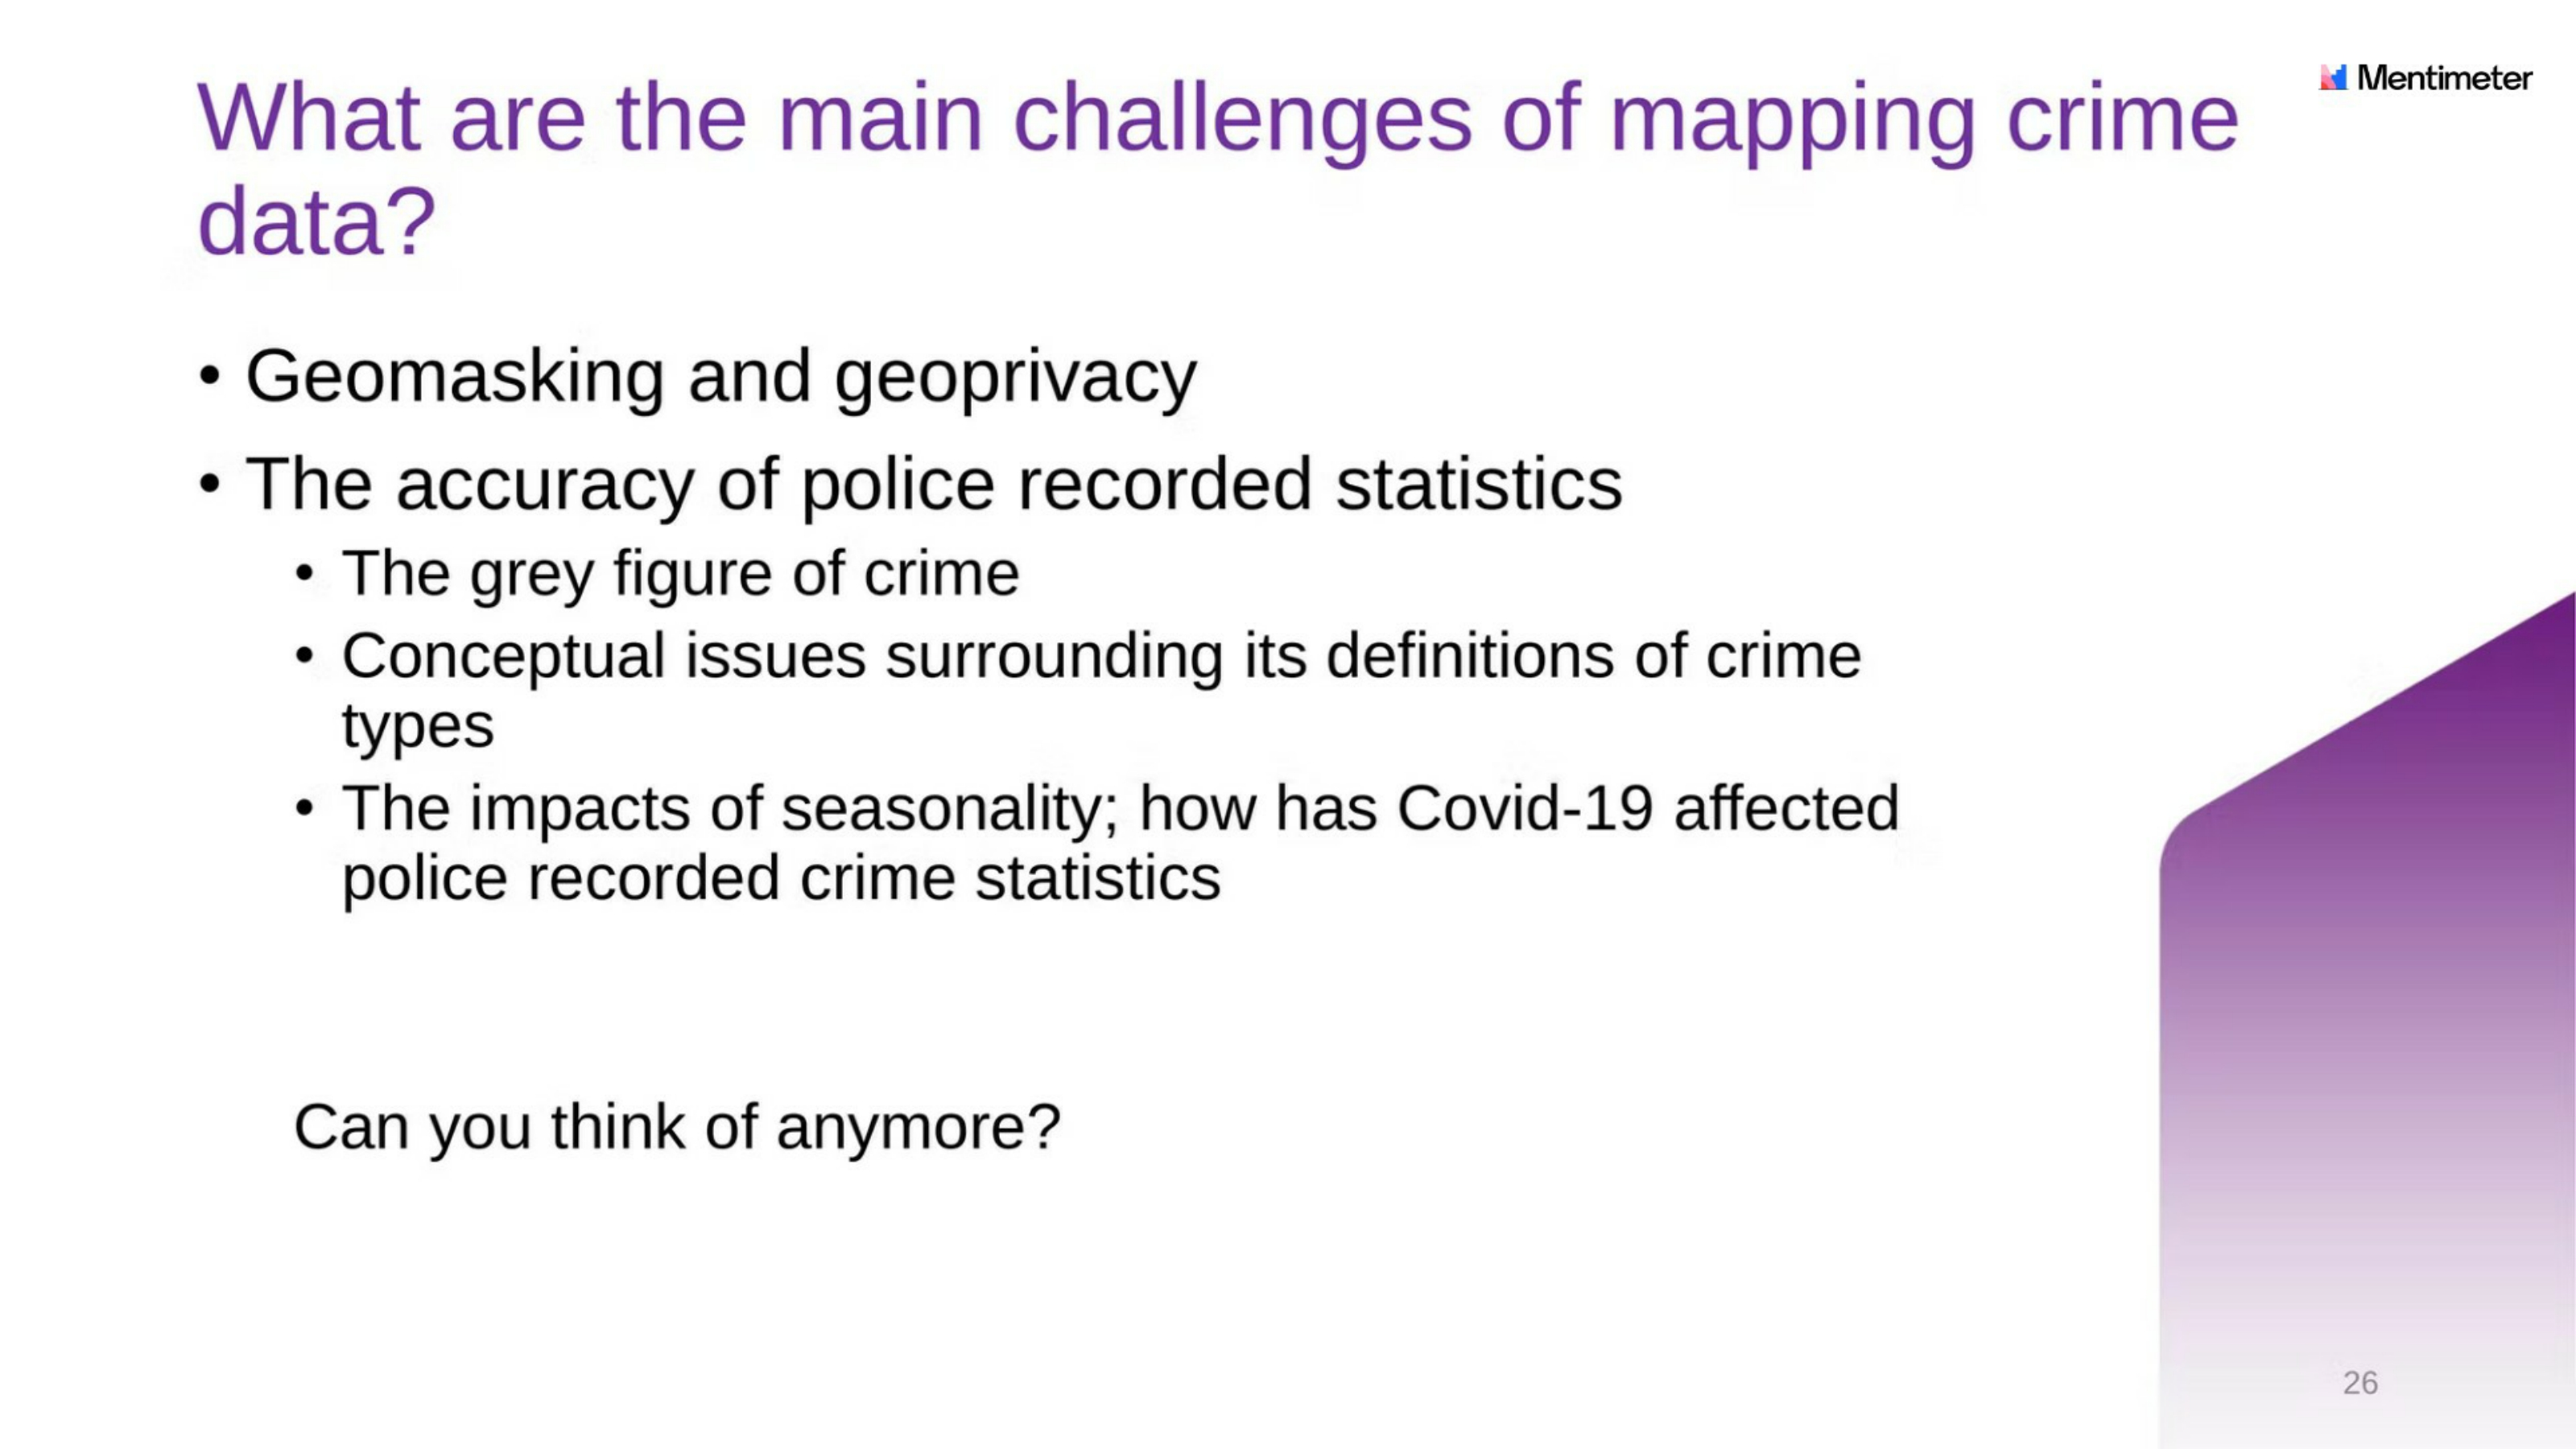 Mentimeter
What are the main challenges of mapping crime
data?
• Geomasking and geoprivacy
• The accuracy of police recorded statistics
• The grey figure of crime
• Conceptual issues surrounding its definitions of crime
types
• The impacts of seasonality; how has Covid-19 affected
police recorded crime statistics
Can you think of anymore?
26